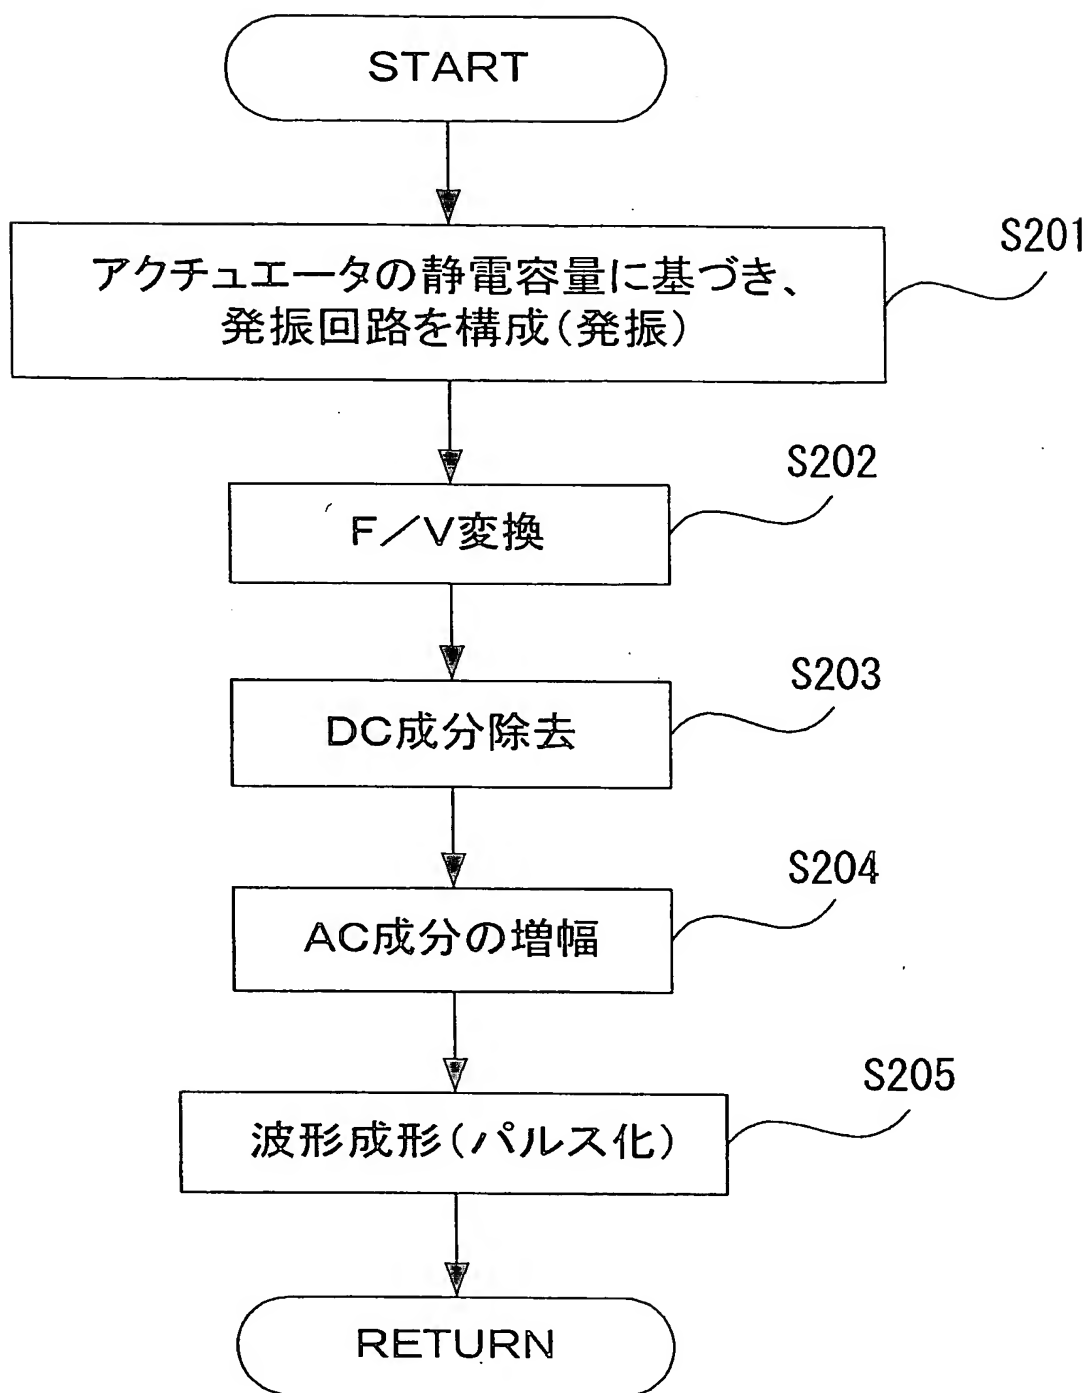 START
S201
アクチュエータの静電容量に基づき、
発振回路を構成(発振)
S202
F/V変換
S203
DC成分除去
S204
AC成分の増幅
S205
波形成形(パルス化)
RETURN